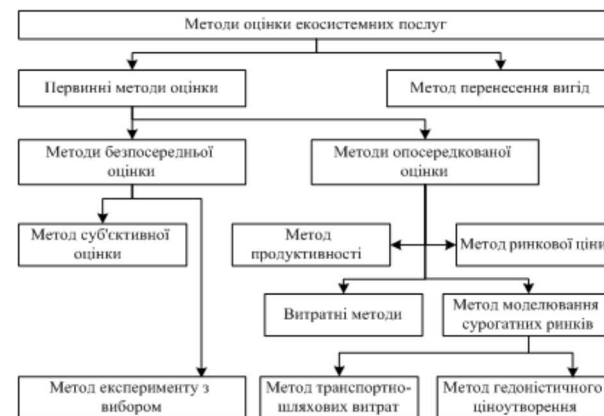 Методи оцінки екосистемних послуг
Первинні методи оцінки
Метод перенесення вигід
Методи безпосередньої
оцінки
Методи опосередкованої
оцінки
Метод суб'єктивної
оцінки
Метод
продуктивності
Метод ринкової ціни
Витратні методи
Метод моделювання
сурогатних ринків
Метод експерименту з
вибором
Метод транспортно-
шляхових витрат
Метод гедоністичного
ціноутворення